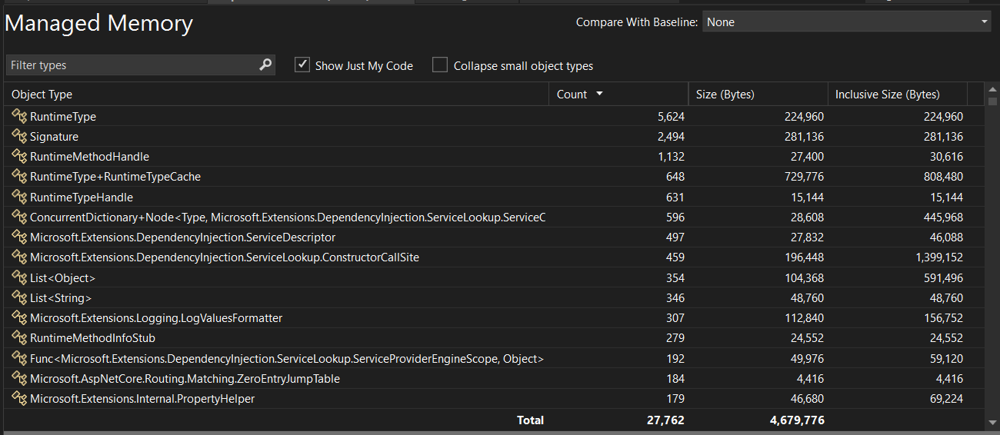 Managed Memory
Compare With Baseline: None
Filter types Show Just My Code Collapse small object types
Object Type Count Size (Bytes) Inclusive Size (Bytes)
RuntimeType 5,624 224,960 224,960
Signature 2,494 281,136 281,136
RuntimeMethodHandle 1,132 27,400 30,616
RuntimeType+RuntimeTypeCache 648 729,776 808,480
RuntimeTypeHandle 631 15,144 15,144
ConcurrentDictionary+Node<Type, Microsoft.Extensions.DependencyInjection.ServiceLookup.ServiceC 596 28,608 445,968
Microsoft.Extensions.DependencyInjection.ServiceDescriptor 497 27,832 46,088
Microsoft.Extensions.DependencyInjection.ServiceLookup.ConstructorCallSite 459 196,448 1,399,152
List<Object> 354 104,368 591,496
List<String> 346 48,760 48,760
Microsoft.Extensions.Logging.LogValuesFormatter 307 112,840 156,752
RuntimeMethodInfoStub 279 24,552 24,552
Func<Microsoft.Extensions.DependencyInjection.ServiceLookup.ServiceProviderEngineScope, Object> 192 49,976 59,120
Microsoft.AspNetCore.Routing.Matching.ZeroEntryJumpTable 184 4,416 4,416
Microsoft.Extensions.Internal.PropertyHelper 179 46,680 69,224
Total 27,762 4,679,776